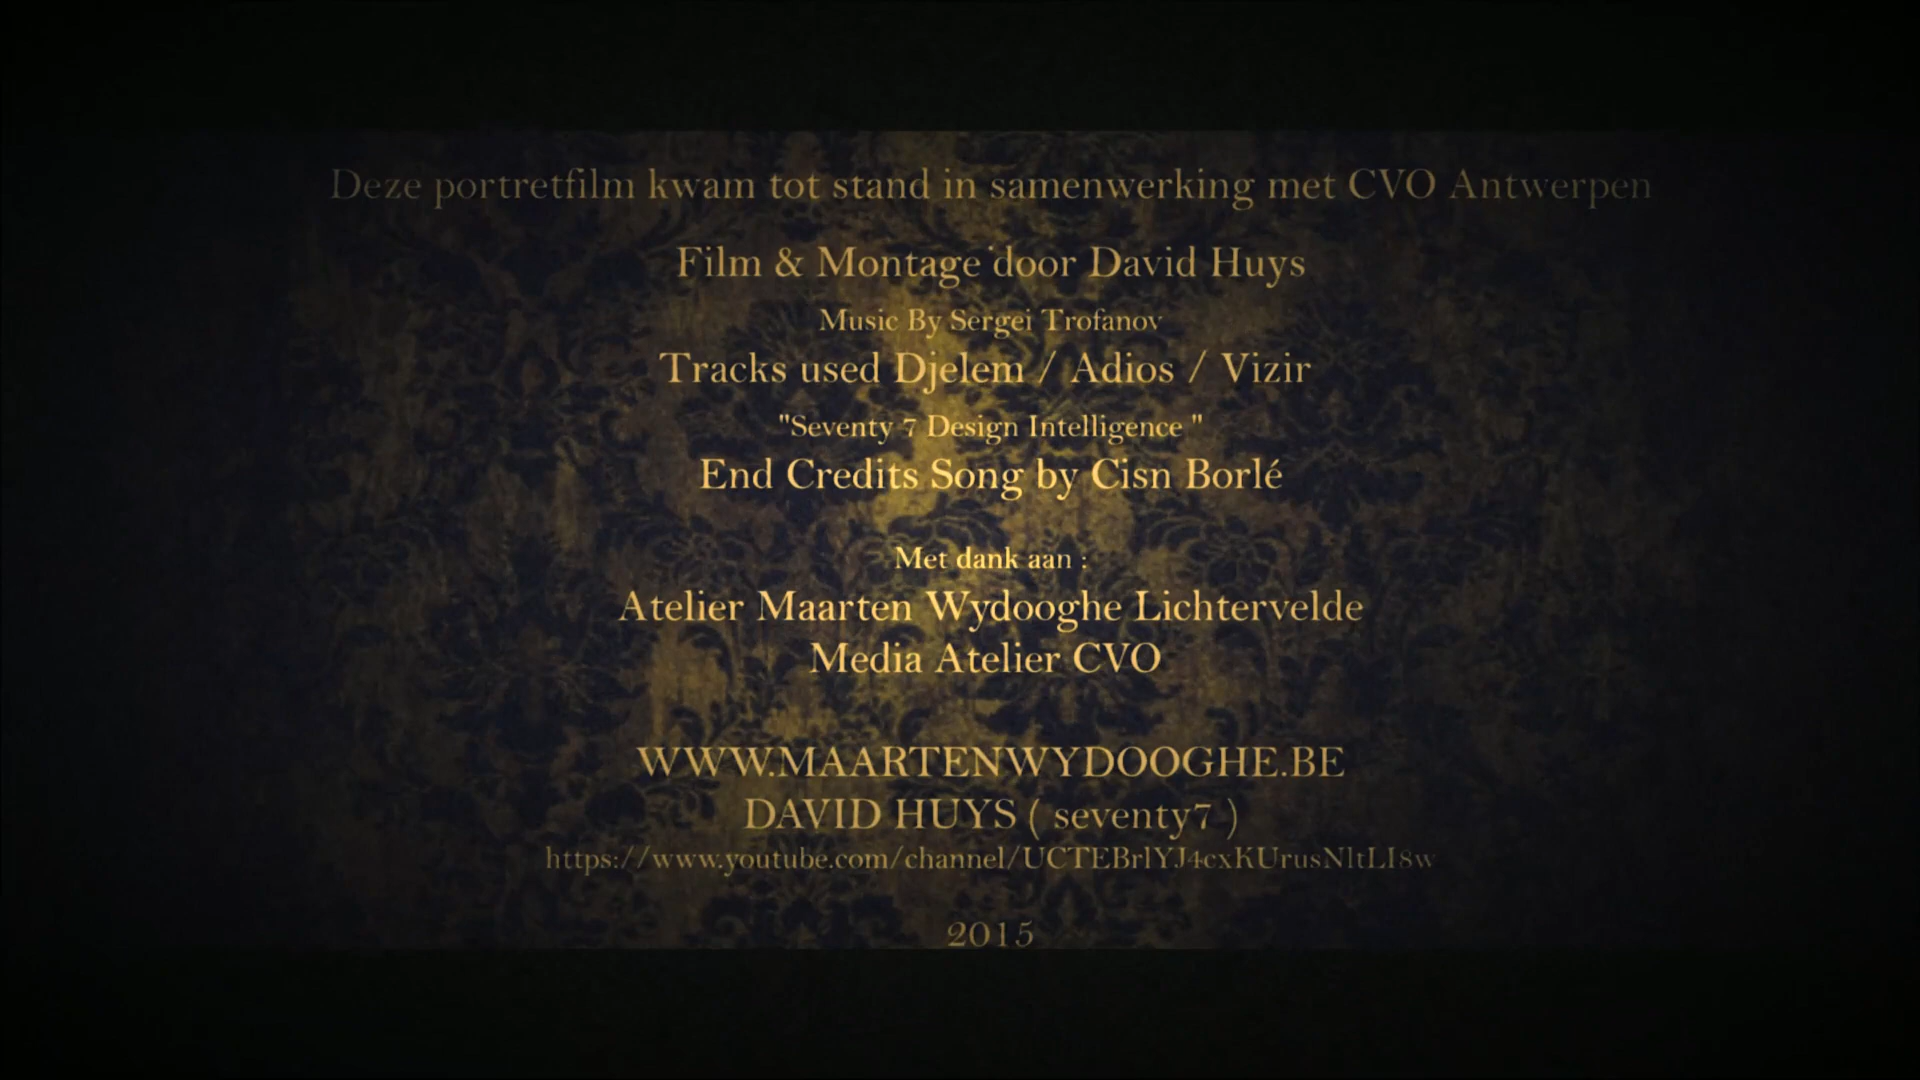 Deze portretfilm kwam tot stand in samenwerking met CVO Antwerpen
Film & Montage door David Huys
Music By Sergei Trofanov
Tracks used Djelem / Adios / Vizir
"Seventy 7 Design Intelligence "
End Credits Song by Cisn Borlé
Met dank aan :
Atelier Maarten Wydooghe Lichtervelde
Media Atelier CVO
WWW.MAARTENWYDOOGHE.BE
DAVID HUYS ( seventy7 )
https://www.youtube.com/channel/UCTEBrlYJ4cxKUrusNltLI8w
2015